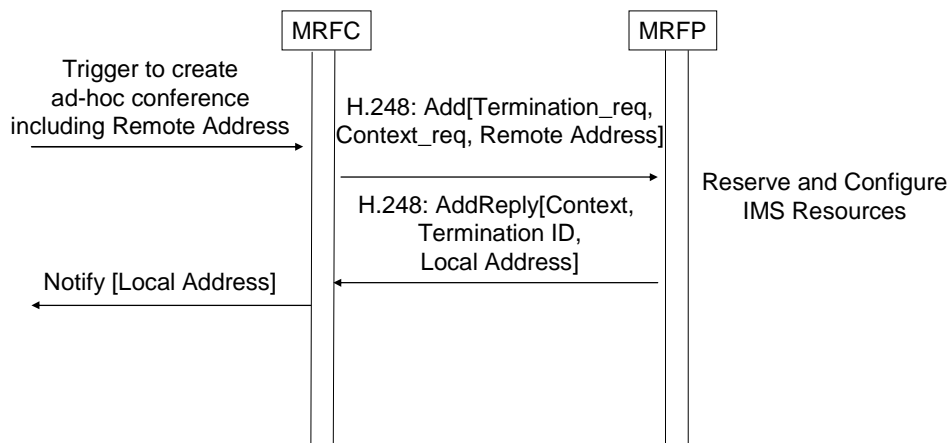 MRFC
MRFP
Trigger to create
ad-hoc conference
including Remote Address
H.248: Add[Termination_req,
Context_req, Remote Address]
Reserve and Configure
IMS Resources
H.248: AddReply[Context,
Termination ID,
Local Address]
Notify [Local Address]